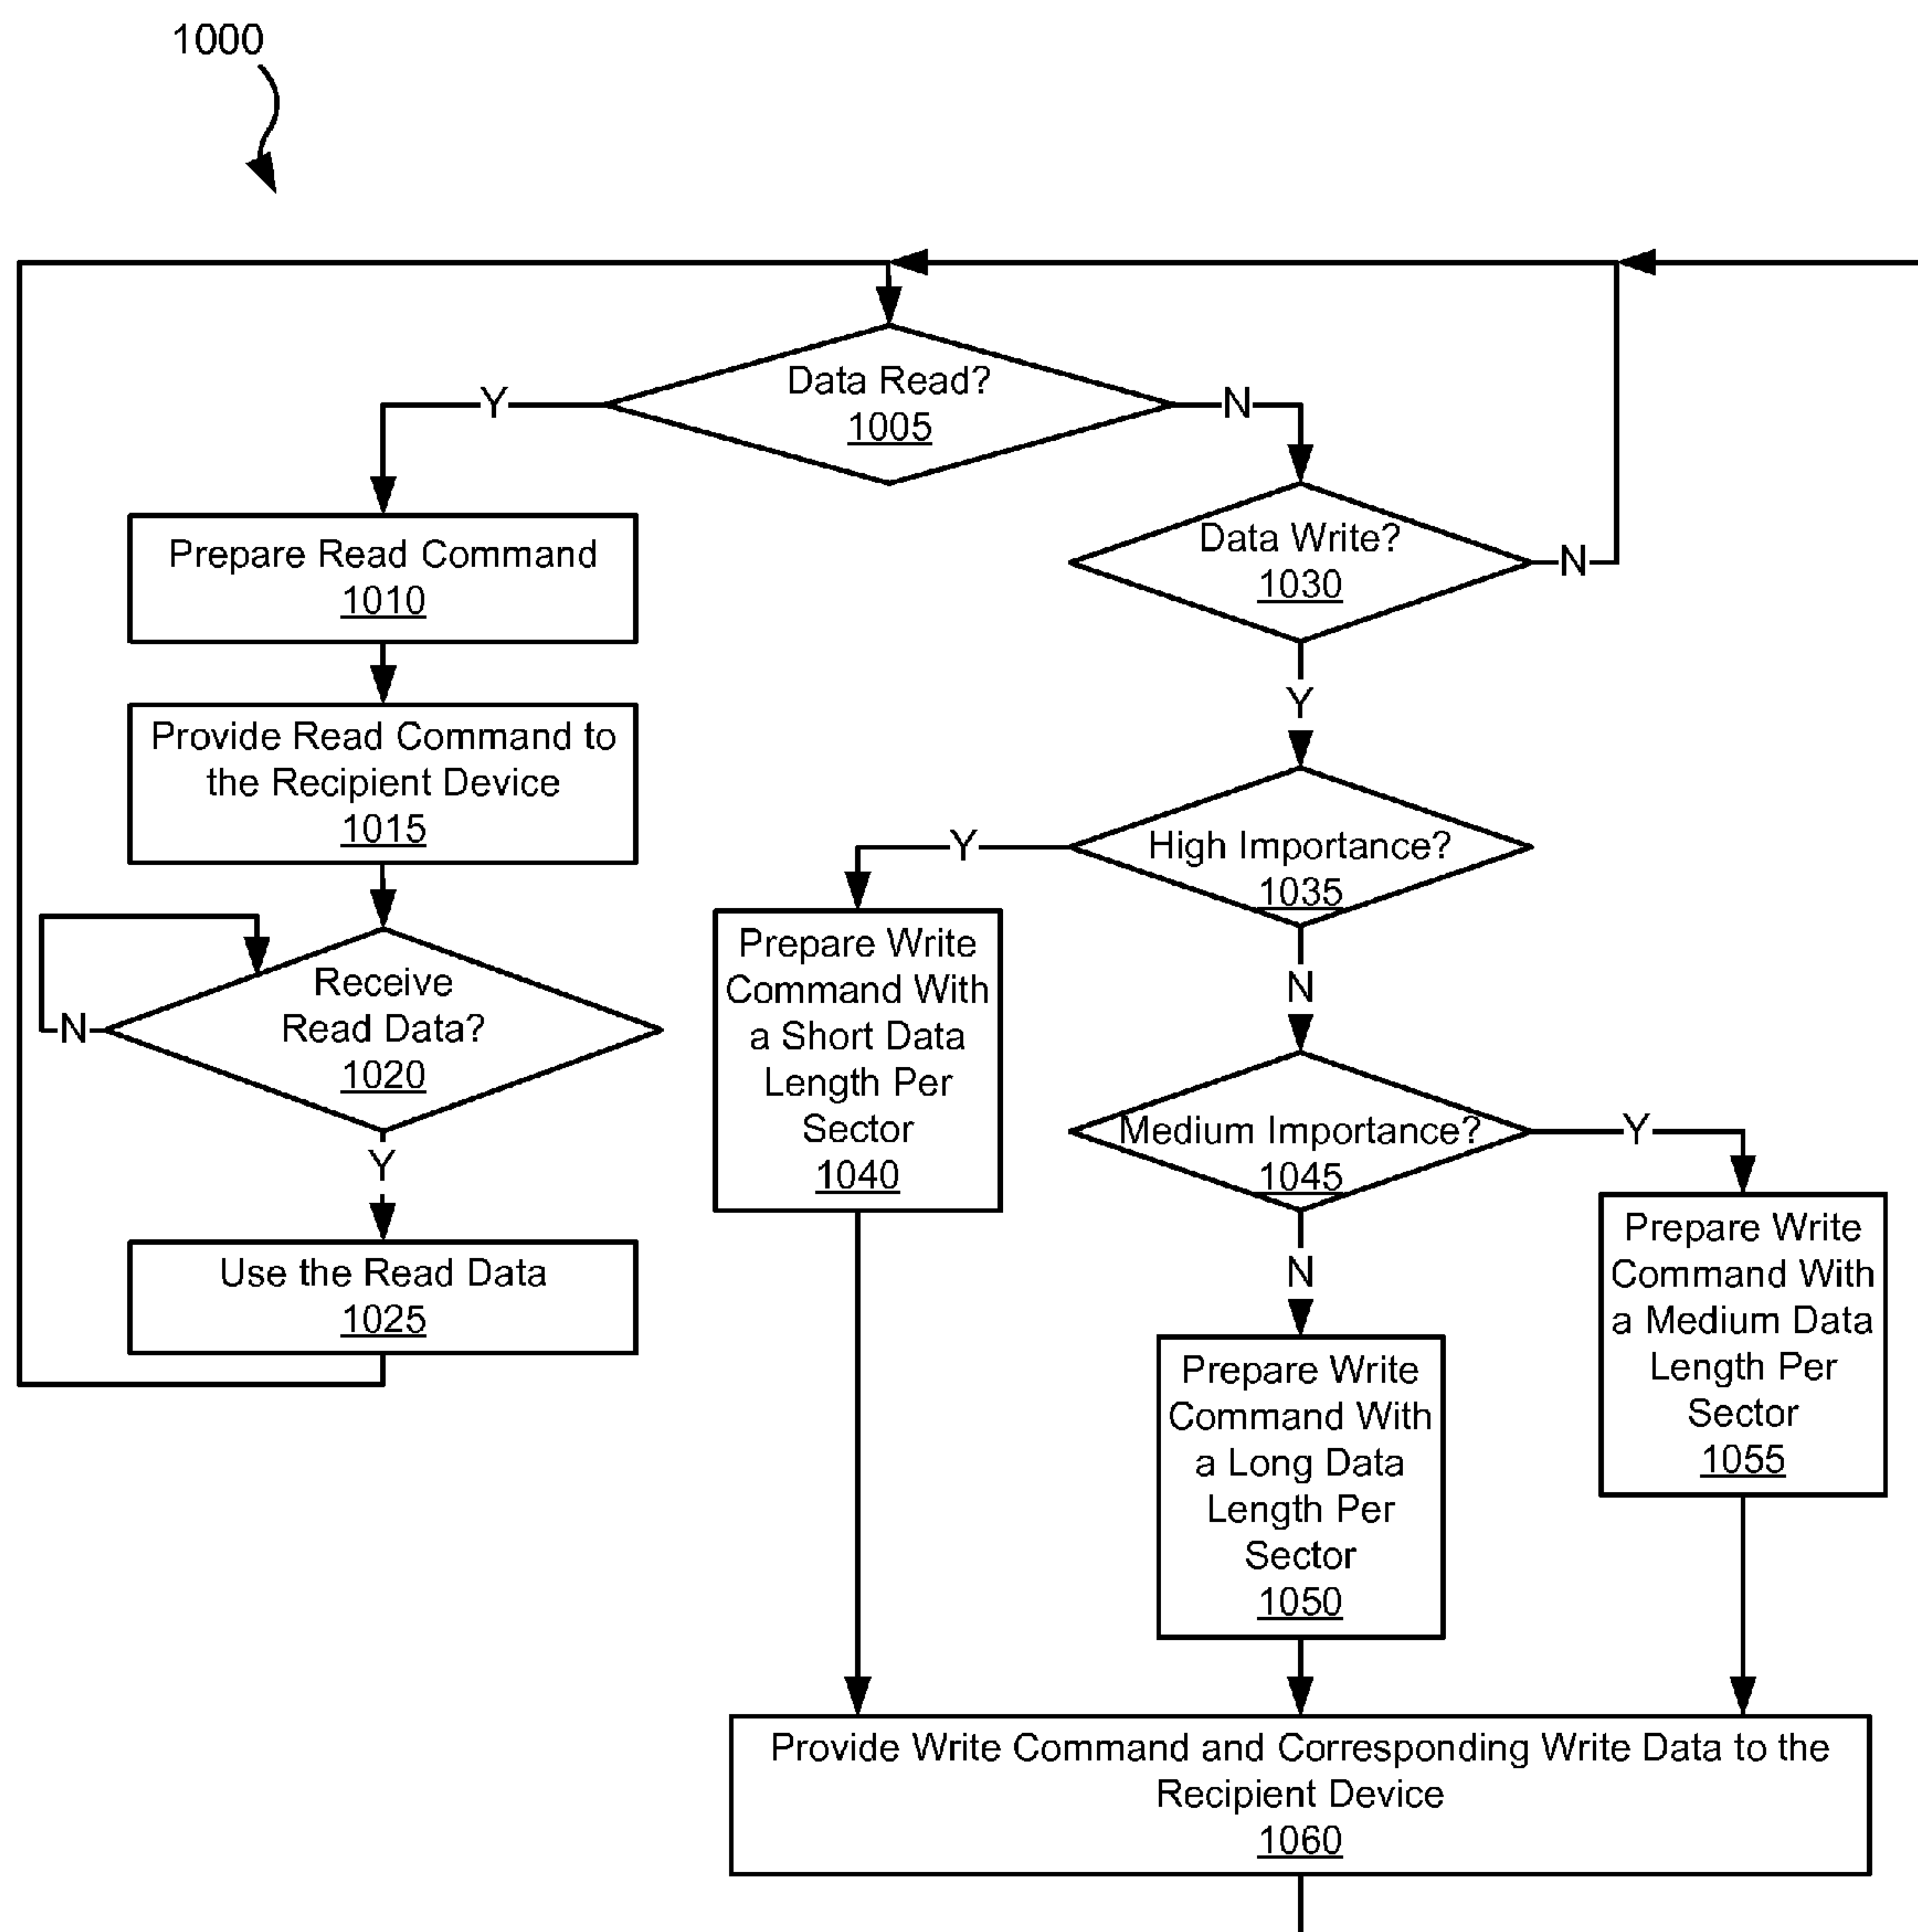 1000
Data Read?
1005
Y
N
Prepare Read Command
1010
Data Write?
1030
N
Y
Provide Read Command to
the Recipient Device
1015
High Importance?
1035
Y
N
Prepare Write
Command With
a Short Data
Length Per
Sector
1040
Receive
Read Data?
1020
N
Y
Medium Importance?
1045
Y
N
Use the Read Data
1025
Prepare Write
Command With
a Medium Data
Length Per
Sector
1055
Prepare Write
Command With
a Long Data
Length Per
Sector
1050
Provide Write Command and Corresponding Write Data to the
Recipient Device
1060